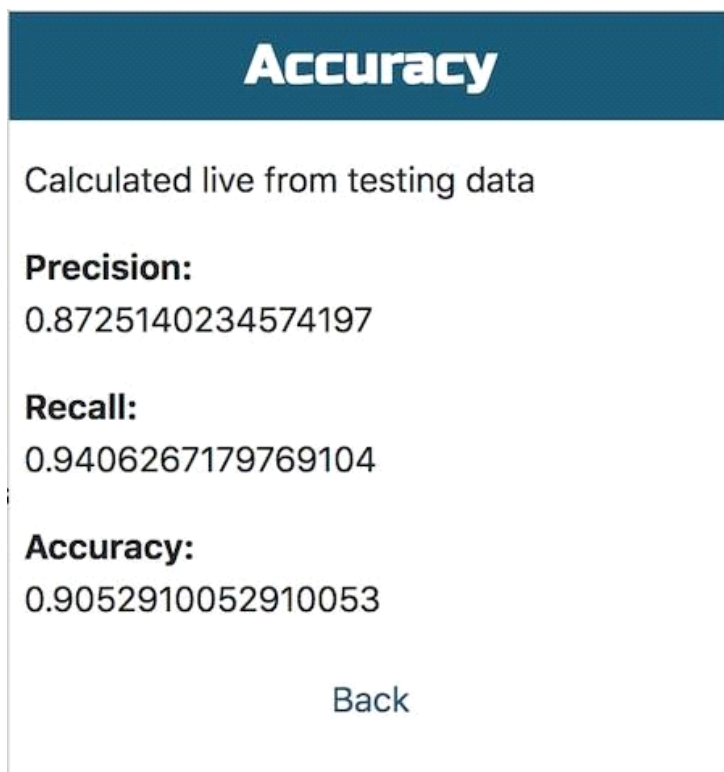 Accuracy
Calculated live from testing data
Precision:
0.8725140234574197
Recall:
0.9406267179769104
Accuracy:
0.9052910052910053
Back